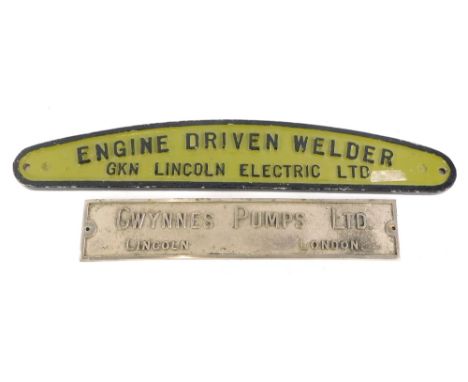 ENGINE DRIVEN WELDER
GKN LINCOLN ELECTRIC LTD
GWYNNES PUMPS LTD.
LINCOLN LONDON.